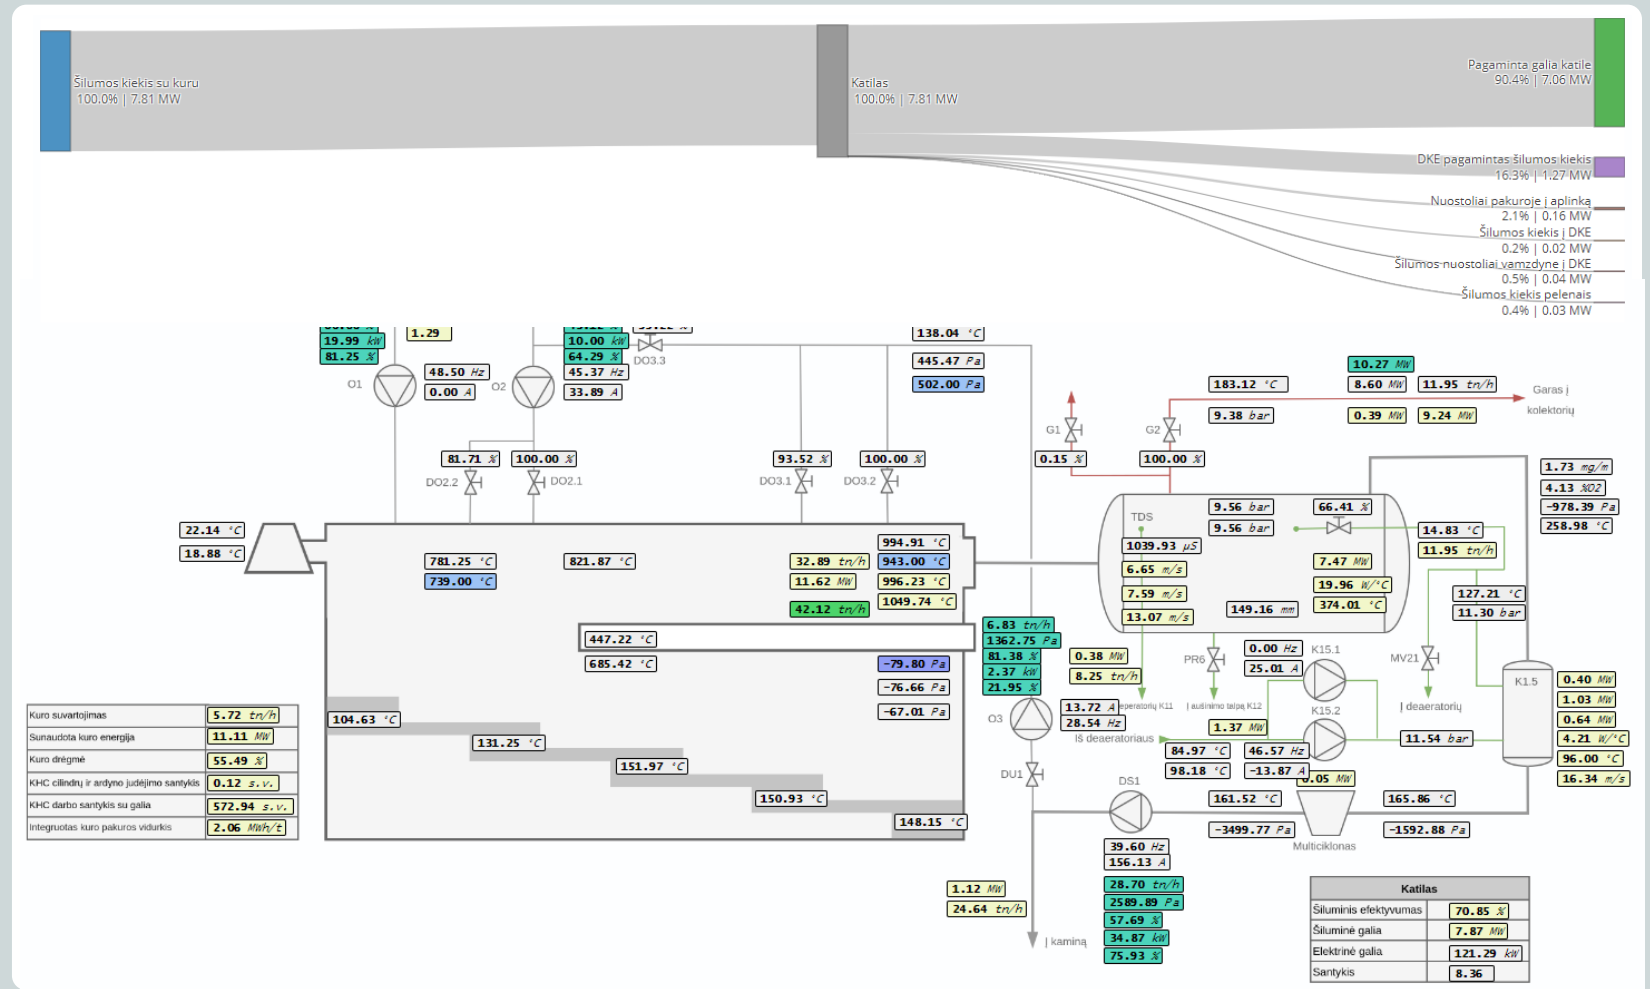 Šilumos kiekis su kuru
100.0% | 7.81 MW
Katilas
100.0% | 7.81 MW
Pagaminta galia katile
90.4% | 7.06 MW
DKE pagamintas šilumos kiekis
16.3% | 1.27 MW
Nuostoliai pakuroje į aplinką
2.1% | 0.16 MW
Šilumos kiekis į DKE
0.2% | 0.02 MW
Šilumos nuostoliai vamzdyne į DKE
0.5% | 0.04 MW
Šilumos kiekis pelenais
0.4% | 0.03 MW
19.99 kW
81.25 %
1.29
O1
48.50 Hz
0.00 A
O2
10.00 kW
64.29 %
45.37 Hz
33.89 A
DO3.3
138.04 °C
445.47 Pa
502.00 Pa
81.71 %
100.00 %
DO2.2
DO2.1
93.52 %
100.00 %
DO3.1
DO3.2
G1
0.15 %
G2
100.00 %
183.12 °C
9.38 bar
10.27 MW
8.60 MW
11.95 tn/h
0.39 MW
9.24 MW
Garas į
kolektorių
1.73 mg/m
4.13 %O2
-978.39 Pa
258.98 °C
22.14 °C
18.88 °C
781.25 °C
739.00 °C
821.87 °C
32.89 tn/h
11.62 MW
42.12 tn/h
994.91 °C
943.00 °C
996.23 °C
1049.74 °C
447.22 °C
685.42 °C
-79.80 Pa
-76.66 Pa
-67.01 Pa
104.63 °C
131.25 °C
151.97 °C
150.93 °C
148.15 °C
TDS
1039.93 µS
6.65 m/s
7.59 m/s
13.07 m/s
9.56 bar
9.56 bar
66.41 %
7.47 MW
19.96 W/°C
374.01 °C
149.16 mm
14.83 °C
11.95 tn/h
127.21 °C
11.30 bar
6.83 tn/h
1362.75 Pa
81.38 %
2.37 kW
21.95 %
O3
13.72 A
28.54 Hz
DU1
0.38 MW
8.25 tn/h
PR6
K11
Į aušinimo talpą K12
0.00 Hz
25.01 A
K15.1
K15.2
MV21
Į deaeratorių
K1.5
1.37 MW
Iš deaeratoriaus
84.97 °C
98.18 °C
46.57 Hz
-13.87 A
.05 MW
11.54 bar
0.40 MW
1.03 MW
0.64 MW
4.21 W/°C
96.00 °C
16.34 m/s
DS1
161.52 °C
-3499.77 Pa
165.86 °C
-1592.88 Pa
Multiciklonas
39.60 Hz
156.13 A
28.70 tn/h
2589.89 Pa
57.69 %
34.87 kW
75.93 %
1.12 MW
24.64 tn/h
Į kaminą
Kuro suvartojimas 5.72 tn/h
Sunaudota kuro energija 11.11 MW
Kuro drėgmė 55.49 %
KHC cilindrų ir ardyno judėjimo santykis 0.12 s.v.
KHC darbo santykis su galia 572.94 s.v.
Integruotas kuro pakuros vidurkis 2.06 MWh/t
Katilas
Šiluminis efektyvumas 70.85 %
Šiluminė galia 7.87 MW
Elektrinė galia 121.29 kW
Santykis 8.36